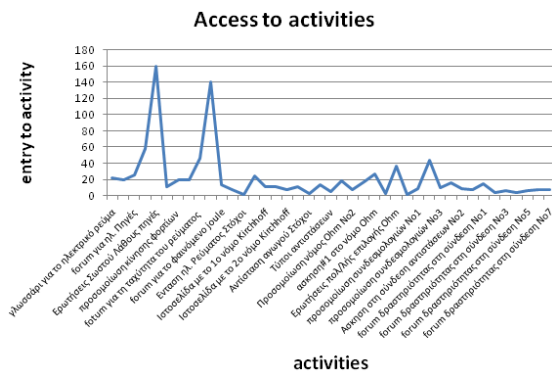 Access to activities
entry to activity
180
160
140
120
100
80
60
40
20
0
γλωσσάρι για το ηλεκτρικό ρεύμα
forum για ηλ. Πηγές
Ερωτήσεις Σωστού Λάθους πηγές
προσομοίωση κίνησης φορτίων
fotum για τη ταχύτητα του ρεύματος
forum για το φαινόμενο Joule
Ενταση ηλ. Ρεύματος Στόχοι
Ιστοσελίδα με το 1ο νόμο Kirchhoff
Ιστοσελίδα με το 2ο νόμο Kirchhoff
Αντίσταση αγωγού Στόχοι
Τύποι αντιστάσεων
Προσομοίωση νόμος Ohm No2
ασκηση#1 στο νόμο Ohm
Ερωτήσεις πολ/λής επιλογής Ohm
προσομοίωση συνδεσμολογιών No1
προσομοίωση συνδεσμολογιών No3
Ασκηση στη σύνδεση αντιστάσεων No2
forum δραστηριότητας στη σύνδεση No1
forum δραστηριότητας στη σύνδεση No3
forum δραστηριότητας στη σύνδεση No5
forum δραστηριότητας στη σύνδεση No7
activities